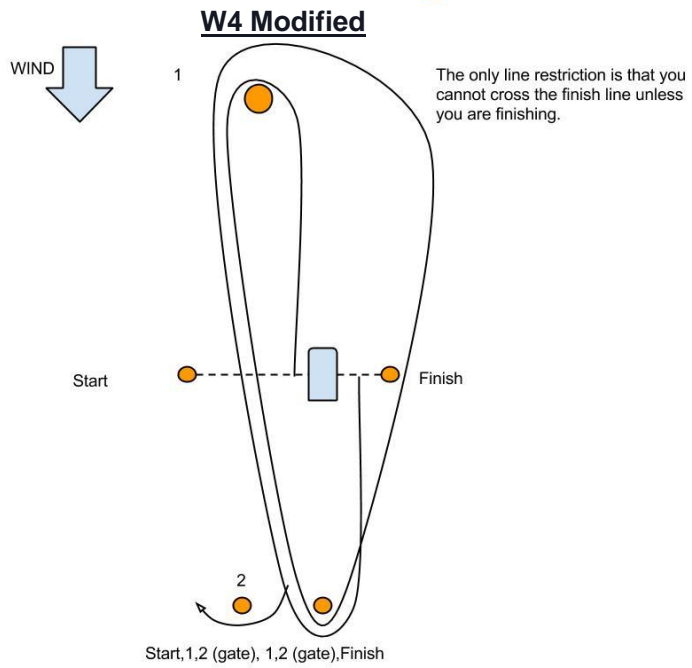 W4 Modified
WIND
1
The only line restriction is that you
cannot cross the finish line unless
you are finishing.
Start
Finish
2
Start,1,2 (gate), 1,2 (gate),Finish